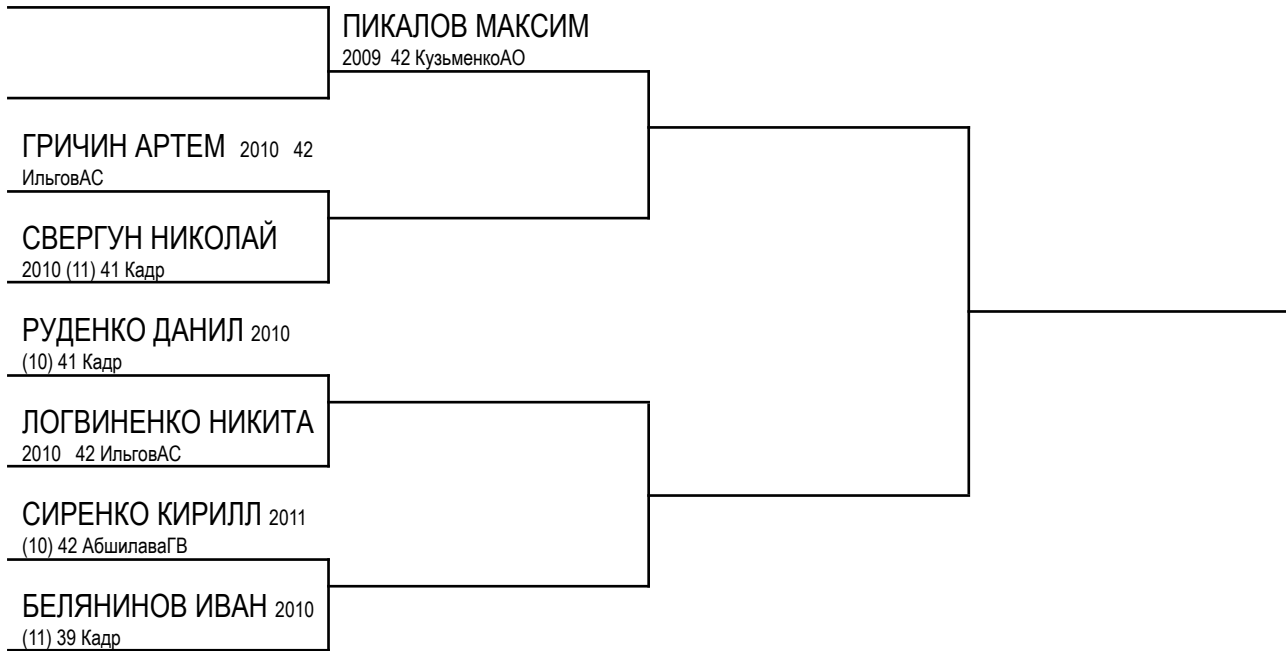 ПИКАЛОВ МАКСИМ
2009 42 КузьменкоАО
ГРИЧИН АРТЕМ 2010 42
ИльговАС
СВЕРГУН НИКОЛАЙ
2010 (11) 41 Кадр
РУДЕНКО ДАНИЛ 2010
(10) 41 Кадр
ЛОГВИНЕНКО НИКИТА
2010 42 ИльговАС
СИРЕНКО КИРИЛЛ 2011
(10) 42 АбшилаваГВ
БЕЛЯНИНОВ ИВАН 2010
(11) 39 Кадр